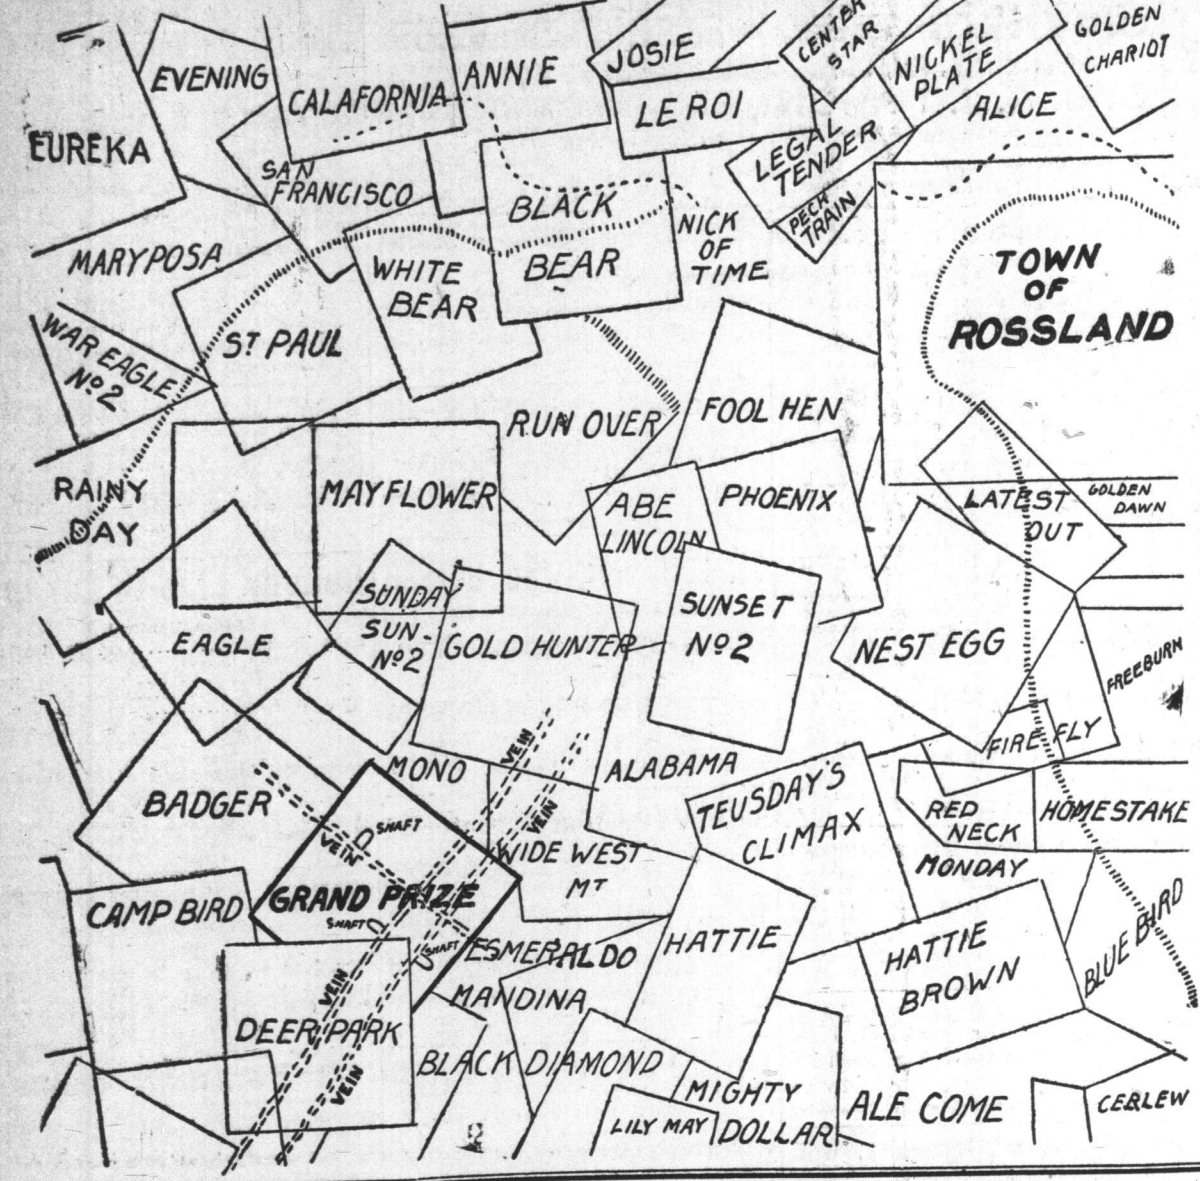 CENTER
STAR
GOLDEN
CHARIOT
JOSIE
NICKEL
PLATE
EVENING
ANNIE
CALAFORNIA
LE ROI
ALICE
EUREKA
LEGAL
TENDER
SAN
FRANCISCO
BLACK
BEAR
PECK
TRAIN
NICK
OF
TIME
MARYPOSA
WHITE
BEAR
TOWN
OF
ROSSLAND
WAR EAGLE
Nº2
ST PAUL
RUN OVER
FOOL HEN
RAINY
DAY
MAYFLOWER
ABE
LINCOLN
PHOENIX
LATEST
OUT
GOLDEN
DAWN
SUNDAY
SUN-
Nº2
EAGLE
GOLD HUNTER
SUNSET
Nº2
NEST EGG
FREEBURN
FIRE FLY
VEIN
MONO
ALABAMA
BADGER
VEIN
TEUSDAY'S
CLIMAX
RED
NECK
HOMESTAKE
SHAFT
VEIN
WIDE WEST
MT
MONDAY
GRAND PRIZE
CAMP BIRD
SHAFT
SHAFT
ESMERALDO
HATTIE
HATTIE
BROWN
BLUE BIRD
VEIN
MANDINA
DEER PARK
BLACK DIAMOND
VEIN
MIGHTY
DOLLAR
LILY MAY
ALE COME
CEBLEW